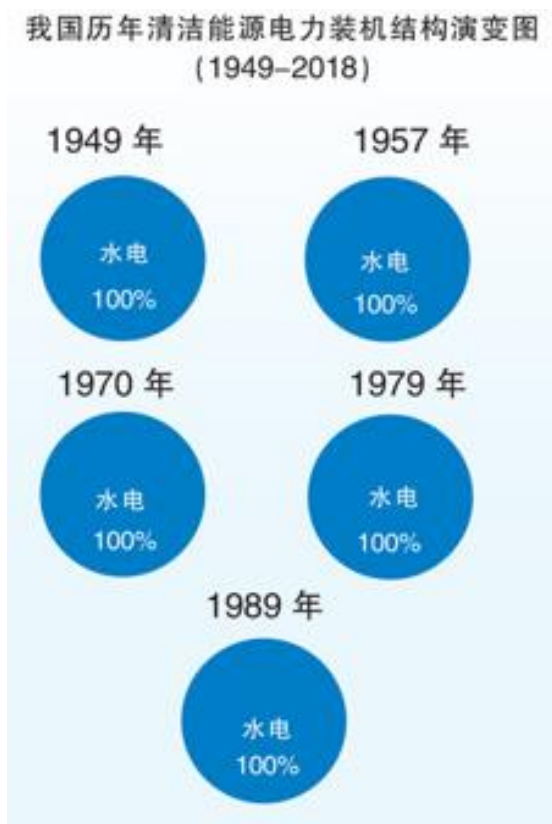 我国历年清洁能源电力装机结构演变图
(1949–2018)
1949 年
1957 年
水电
100%
水电
100%
1970 年
1979 年
水电
100%
水电
100%
1989 年
水电
100%